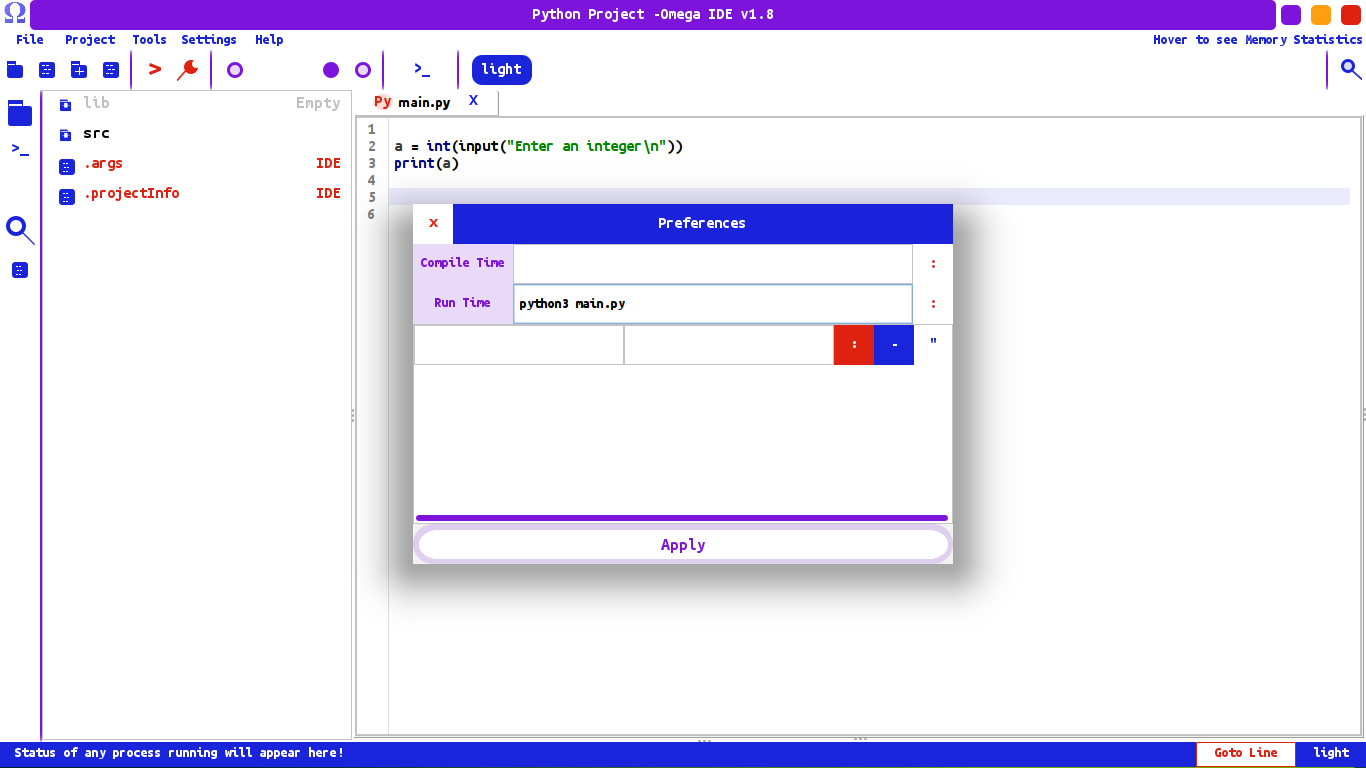 Ω Python Project -Omega IDE v1.8
File Project Tools Settings Help Hover to see Memory Statistics
> >_ light
lib Empty
src
.args IDE
.projectInfo IDE
>_
Py main.py X
1
2 a = int(input("Enter an integer\n"))
3 print(a)
4
5
6
x Preferences
Compile Time :
Run Time python3 main.py :
: - "
Apply
Status of any process running will appear here! Goto Line light